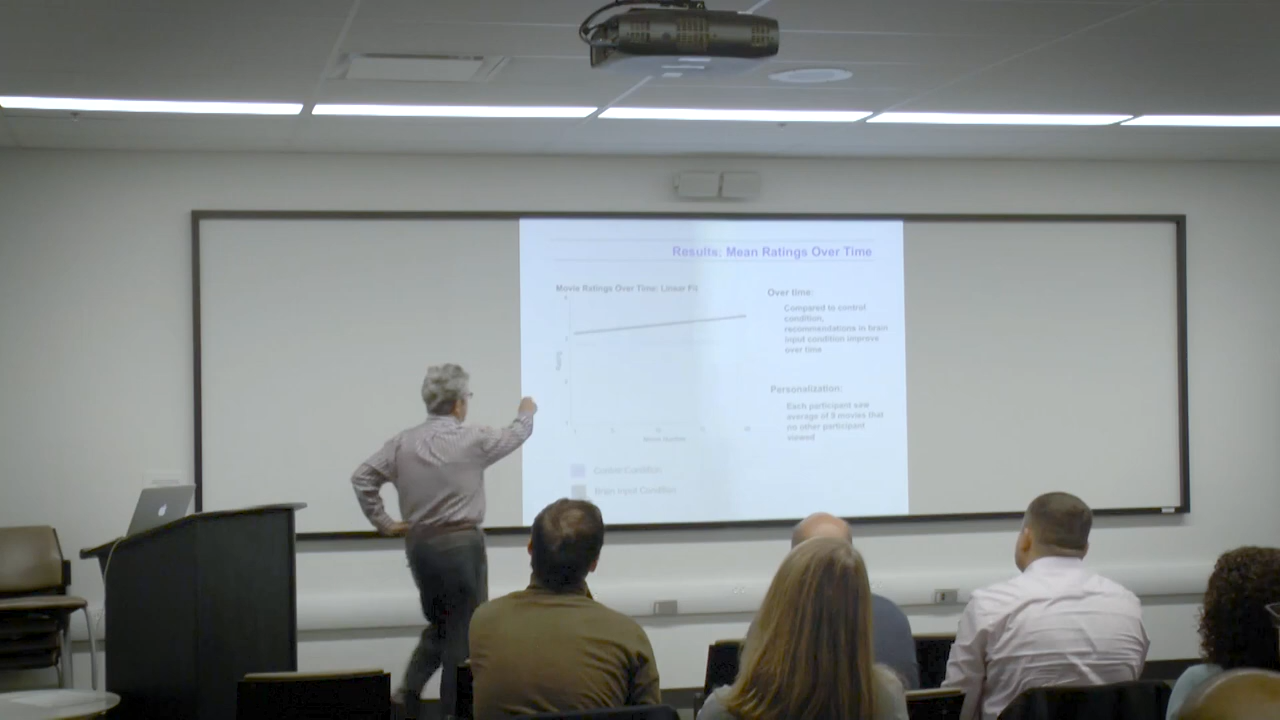 Results: Mean Ratings Over Time
Movie Ratings Over Time: Linear Fit
Over time:
Compared to control
condition,
recommendations in brain
input condition improve
over time
Personalization:
Each participant saw
average of 9 movies that
no other participant
viewed
Control Condition
Brain Input Condition